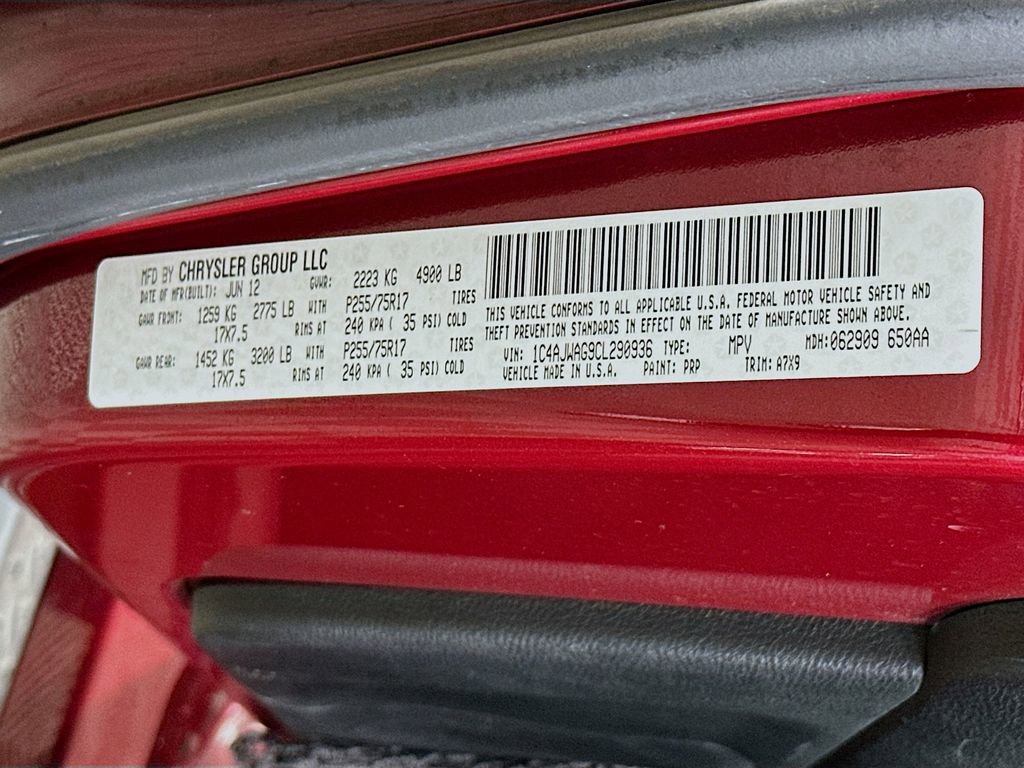 MFD BY CHRYSLER GROUP LLC
DATE OF MFR(BUILT): JUN 12 GVWR: 2223 KG 4900 LB
GAWR FRONT: 1259 KG 2775 LB WITH P255/75R17 TIRES
17X7.5 RIMS AT 240 KPA ( 35 PSI) COLD
GAWR REAR: 1452 KG 3200 LB WITH P255/75R17 TIRES
17X7.5 RIMS AT 240 KPA ( 35 PSI) COLD
THIS VEHICLE CONFORMS TO ALL APPLICABLE U.S.A. FEDERAL MOTOR VEHICLE SAFETY AND
THEFT PREVENTION STANDARDS IN EFFECT ON THE DATE OF MANUFACTURE SHOWN ABOVE.
VIN: 1C4AJWAG9CL290936 TYPE: MPV MDH:062909 650AA
VEHICLE MADE IN U.S.A. PAINT: PRP TRIM: A7X9